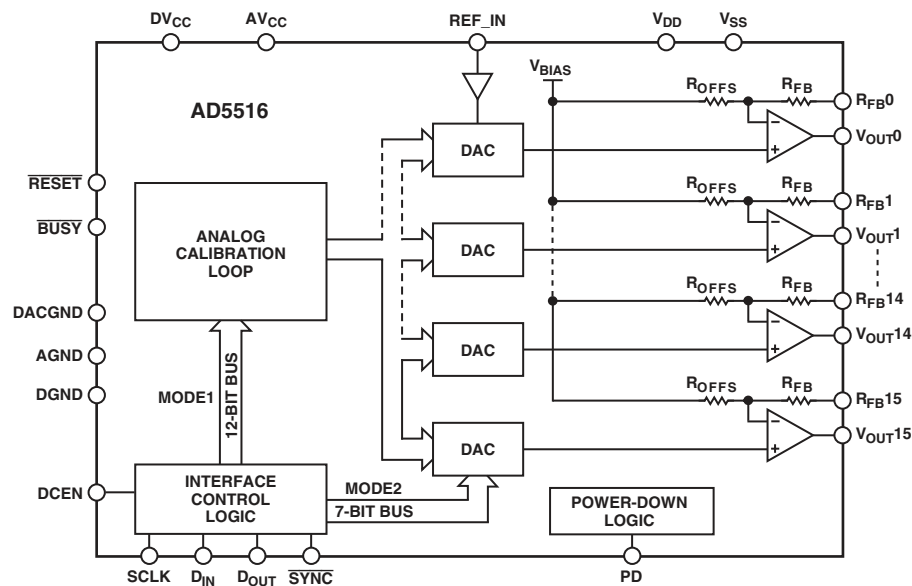 DVCC AVCC REF_IN VDD VSS
VBIAS
AD5516
ROFFS RFB RFB0
DAC
VOUT0
RESET
BUSY
ANALOG
CALIBRATION
LOOP
ROFFS RFB RFB1
DAC
VOUT1
DACGND
AGND
DGND
ROFFS RFB RFB14
DAC
VOUT14
MODE1
12-BIT BUS
ROFFS RFB RFB15
DAC
VOUT15
DCEN
INTERFACE
CONTROL
LOGIC
MODE2
7-BIT BUS
POWER-DOWN
LOGIC
SCLK DIN DOUT SYNC PD